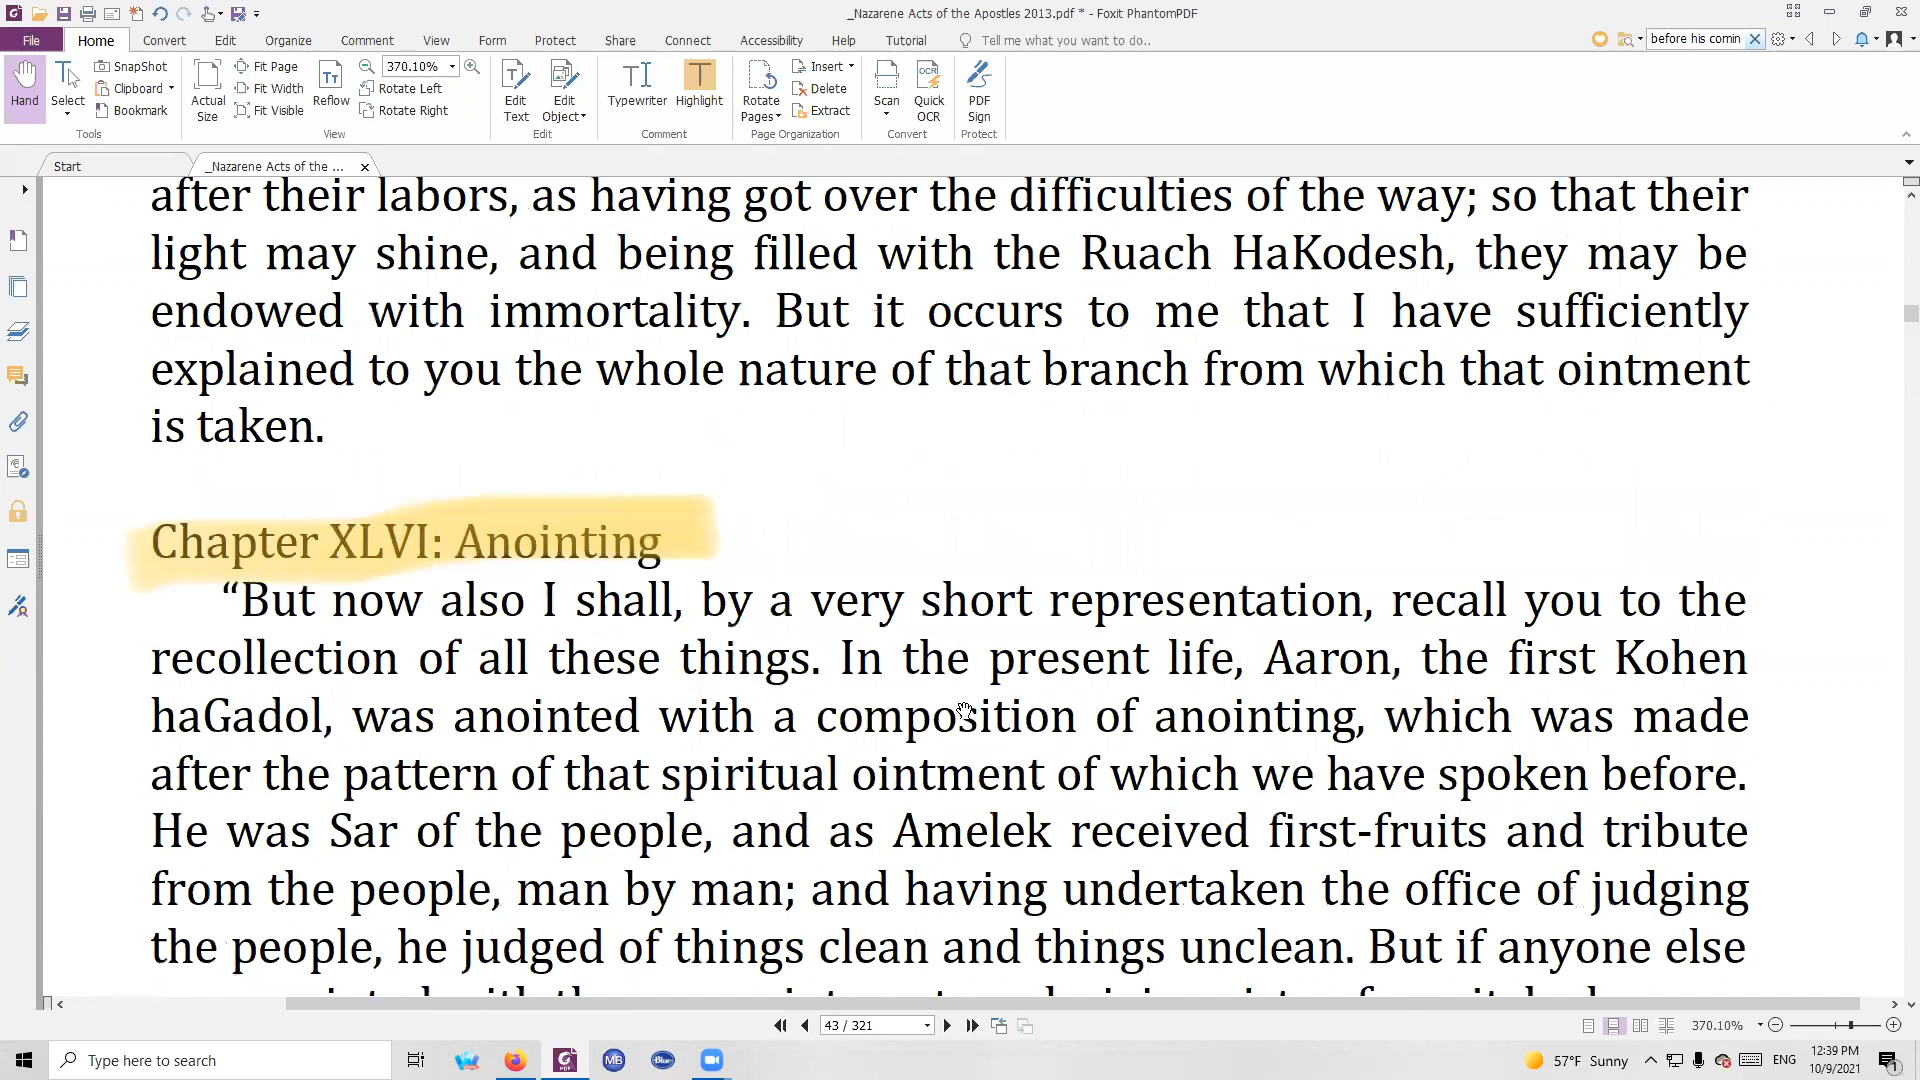 _Nazarene Acts of the Apostles 2013.pdf * - Foxit PhantomPDF
File Home Convert Edit Organize Comment View Form Protect Share Connect Accessibility Help Tutorial Tell me what you want to do.. before his comin
Hand
Select
SnapShot
Clipboard
Bookmark
Tools
Actual Size
Fit Page
Fit Width
Fit Visible
Reflow
370.10%
Rotate Left
Rotate Right
View
Edit Text
Edit Object
Edit
Typewriter
Highlight
Comment
Rotate Pages
Insert
Delete
Extract
Page Organization
Scan
Quick OCR
Convert
PDF Sign
Protect
Start
_Nazarene Acts of the ...
after their labors, as having got over the difficulties of the way; so that their
light may shine, and being filled with the Ruach HaKodesh, they may be
endowed with immortality. But it occurs to me that I have sufficiently
explained to you the whole nature of that branch from which that ointment
is taken.
Chapter XLVI: Anointing
“But now also I shall, by a very short representation, recall you to the
recollection of all these things. In the present life, Aaron, the first Kohen
haGadol, was anointed with a composition of anointing, which was made
after the pattern of that spiritual ointment of which we have spoken before.
He was Sar of the people, and as Amelek received first-fruits and tribute
from the people, man by man; and having undertaken the office of judging
the people, he judged of things clean and things unclean. But if anyone else
43 / 321
370.10%
Type here to search
MB
Blue
57°F Sunny
ENG
12:39 PM
10/9/2021